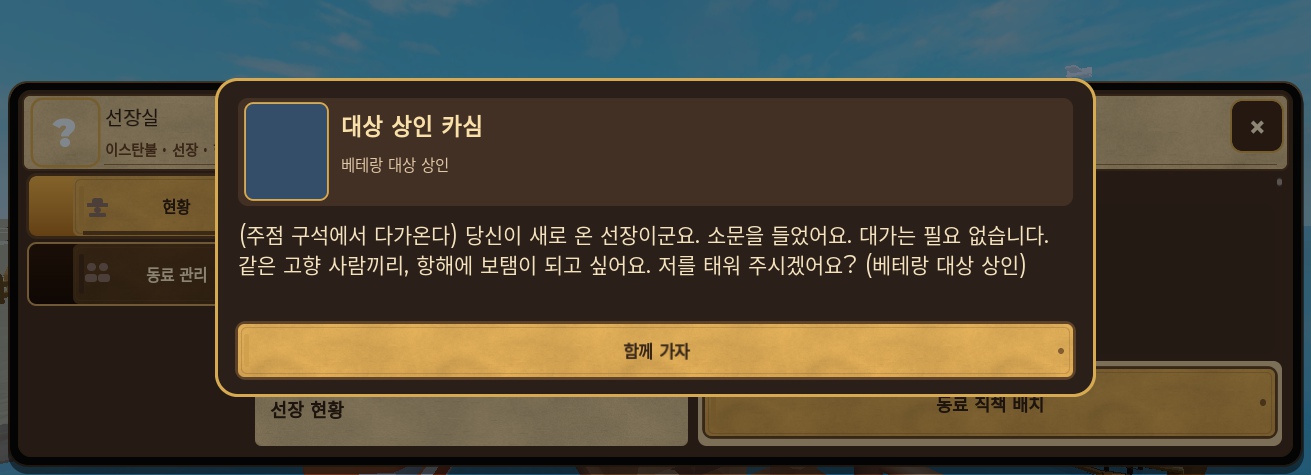 선장실
이스탄불 • 선장 •
현황
동료 관리
대상 상인 카심
베테랑 대상 상인
(주점 구석에서 다가온다) 당신이 새로 온 선장이군요. 소문을 들었어요. 대가는 필요 없습니다.
같은 고향 사람끼리, 항해에 보탬이 되고 싶어요. 저를 태워 주시겠어요? (베테랑 대상 상인)
함께 가자
선장 현황
동료 직책 배치